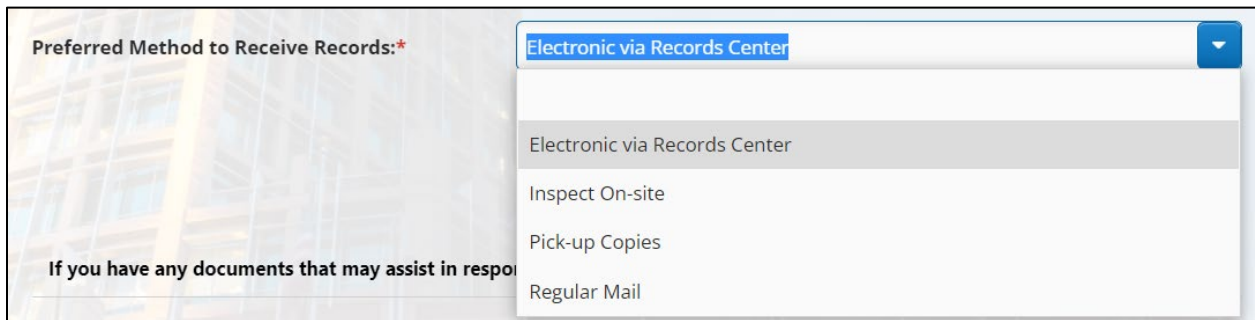 Preferred Method to Receive Records:*
Electronic via Records Center
Electronic via Records Center
Inspect On-site
Pick-up Copies
If you have any documents that may assist in
Regular Mail